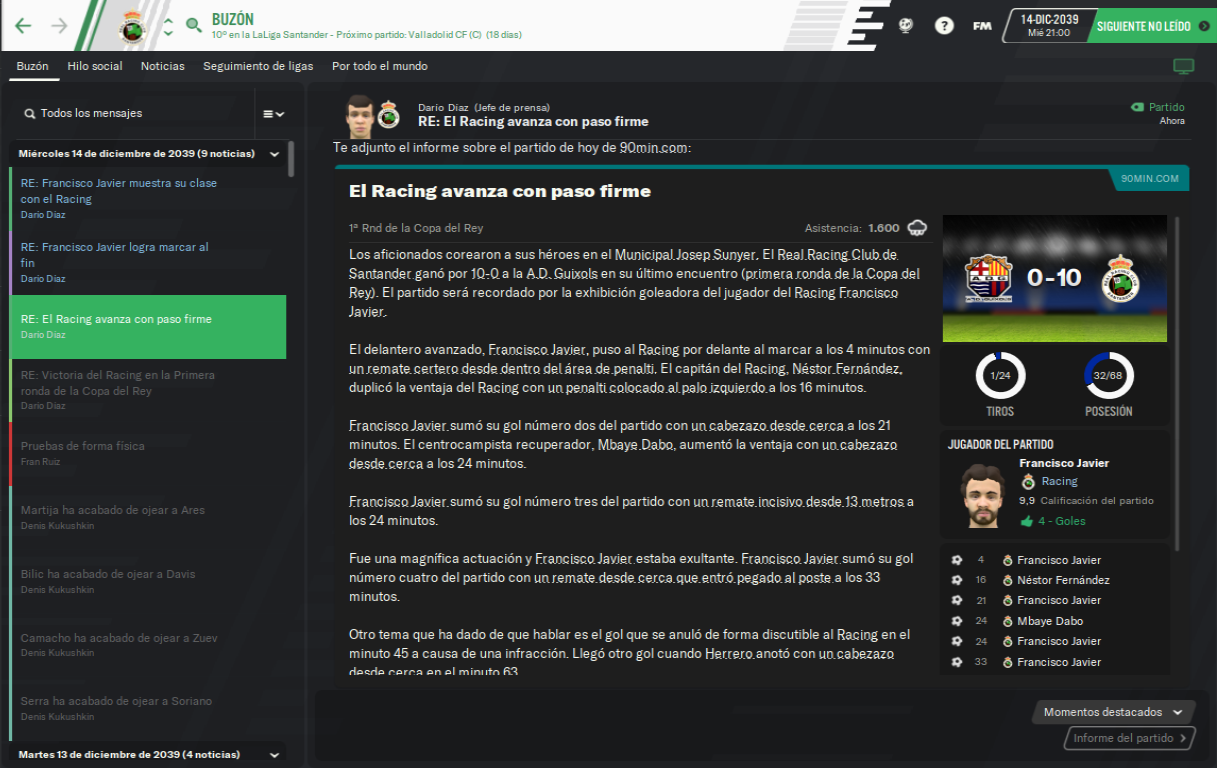 BUZÓN
10º en la LaLiga Santander - Próximo partido: Valladolid CF (C) (18 días)
FM
14-DIC-2039
Mié 21:00
SIGUIENTE NO LEÍDO
Buzón
Hilo social
Noticias
Seguimiento de ligas
Por todo el mundo
Todos los mensajes
Miércoles 14 de diciembre de 2039 (9 noticias)
RE: Francisco Javier muestra su clase
con el Racing
Darío Díaz
RE: Francisco Javier logra marcar al
fin
Darío Díaz
RE: El Racing avanza con paso firme
Darío Díaz
RE: Victoria del Racing en la Primera
ronda de la Copa del Rey
Darío Díaz
Pruebas de forma física
Fran Ruiz
Martija ha acabado de ojear a Ares
Denis Kukushkin
Bilic ha acabado de ojear a Davis
Denis Kukushkin
Camacho ha acabado de ojear a Zuev
Denis Kukushkin
Serra ha acabado de ojear a Soriano
Denis Kukushkin
Martes 13 de diciembre de 2039 (4 noticias)
Darío Díaz (Jefe de prensa)
RE: El Racing avanza con paso firme
Partido
Ahora
Te adjunto el informe sobre el partido de hoy de 90min.com:
90MIN.COM
El Racing avanza con paso firme
1ª Rnd de la Copa del Rey
Asistencia: 1.600
Los aficionados corearon a sus héroes en el Municipal Josep Sunyer. El Real Racing Club de
Santander ganó por 10-0 a la A.D. Guixols en su último encuentro (primera ronda de la Copa del
Rey). El partido será recordado por la exhibición goleadora del jugador del Racing Francisco
Javier.
El delantero avanzado, Francisco Javier, puso al Racing por delante al marcar a los 4 minutos con
un remate certero desde dentro del área de penalti. El capitán del Racing, Néstor Fernández,
duplicó la ventaja del Racing con un penalti colocado al palo izquierdo a los 16 minutos.
Francisco Javier sumó su gol número dos del partido con un cabezazo desde cerca a los 21
minutos. El centrocampista recuperador, Mbaye Dabo, aumentó la ventaja con un cabezazo
desde cerca a los 24 minutos.
Francisco Javier sumó su gol número tres del partido con un remate incisivo desde 13 metros a
los 24 minutos.
Fue una magnífica actuación y Francisco Javier estaba exultante. Francisco Javier sumó su gol
número cuatro del partido con un remate desde cerca que entró pegado al poste a los 33
minutos.
Otro tema que ha dado de que hablar es el gol que se anuló de forma discutible al Racing en el
minuto 45 a causa de una infracción. Llegó otro gol cuando Herrero anotó con un cabezazo
desde cerca en el minuto 63.
0-10
1/24
TIROS
32/68
POSESIÓN
JUGADOR DEL PARTIDO
Francisco Javier
Racing
9,9 Calificación del partido
4 - Goles
4 Francisco Javier
16 Néstor Fernández
21 Francisco Javier
24 Mbaye Dabo
24 Francisco Javier
33 Francisco Javier
Momentos destacados
Informe del partido